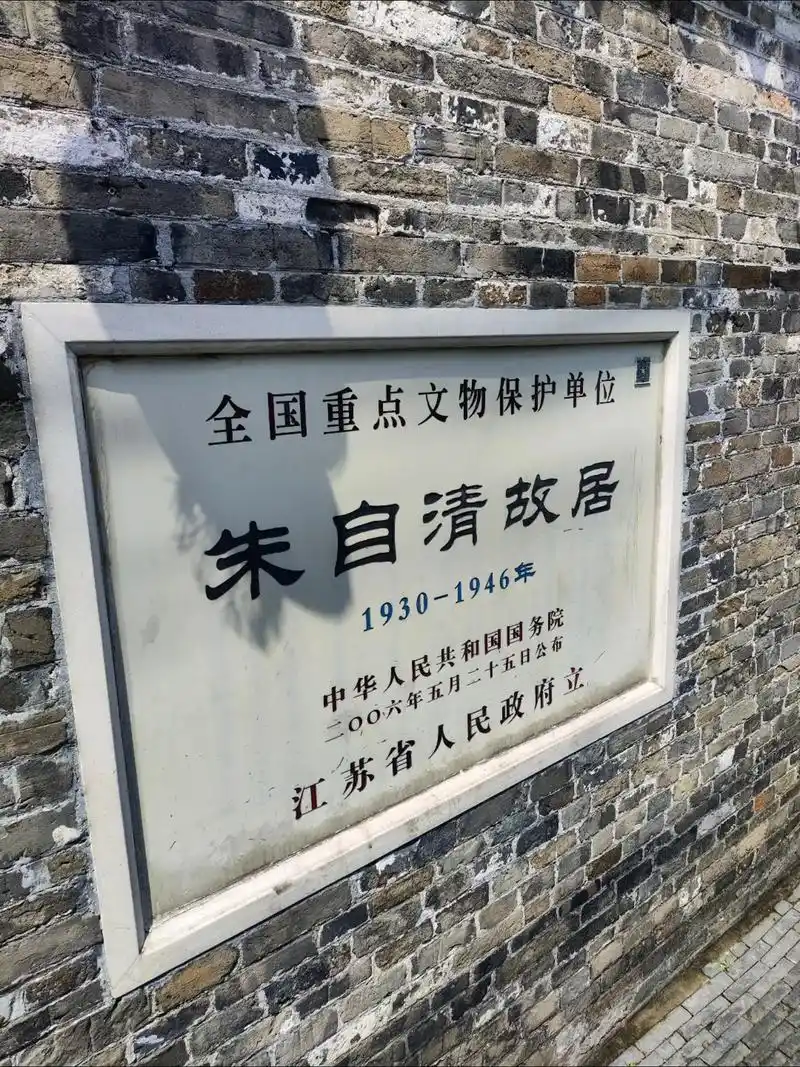 全国重点文物保护单位
朱自清故居
1930-1946年
中华人民共和国国务院
二〇〇六年五月二十五日公布
江苏省人民政府立